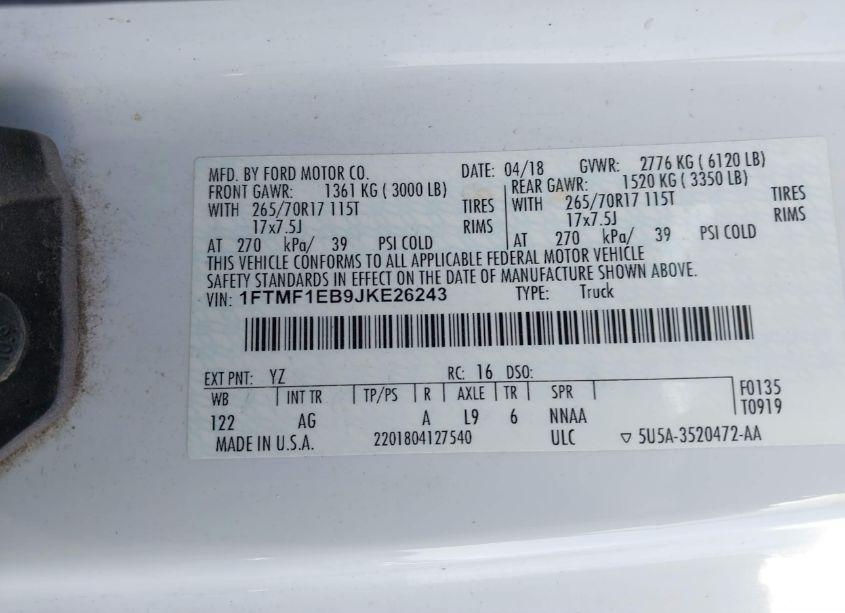 MFD. BY FORD MOTOR CO. DATE: 04/18 GVWR: 2776 KG ( 6120 LB)
FRONT GAWR: 1361 KG ( 3000 LB) REAR GAWR: 1520 KG ( 3350 LB)
WITH 265/70R17 115T TIRES WITH 265/70R17 115T TIRES
17x7.5J RIMS 17x7.5J RIMS
AT 270 kPa/ 39 PSI COLD AT 270 kPa/ 39 PSI COLD
THIS VEHICLE CONFORMS TO ALL APPLICABLE FEDERAL MOTOR VEHICLE
SAFETY STANDARDS IN EFFECT ON THE DATE OF MANUFACTURE SHOWN ABOVE.
VIN: 1FTMF1EB9JKE26243 TYPE: Truck
EXT PNT: YZ RC: 16 DSO:
WB INT TR TP/PS R AXLE TR SPR F0135
122 AG A L9 6 NNAA T0919
MADE IN U.S.A. 2201804127540 ULC 5U5A-3520472-AA